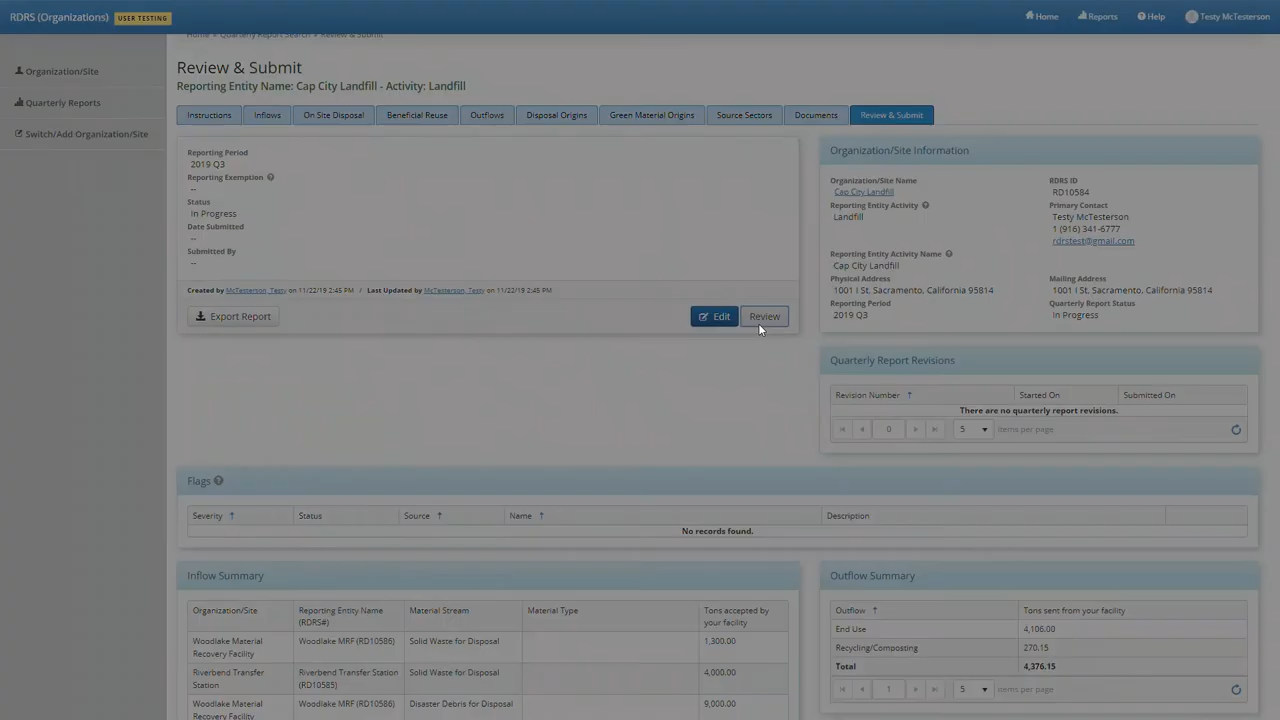 RDRS (Organizations) USER TESTING
Home Reports Help Testy McTesterson
Home » Quarterly Report Search » Review & Submit
Organization/Site
Quarterly Reports
Switch/Add Organization/Site
Review & Submit
Reporting Entity Name: Cap City Landfill - Activity: Landfill
Instructions Inflows On Site Disposal Beneficial Reuse Outflows Disposal Origins Green Material Origins Source Sectors Documents Review & Submit
Reporting Period
2019 Q3
Reporting Exemption
--
Status
In Progress
Date Submitted
--
Submitted By
--
Created by McTesterson, Testy on 11/22/19 2:45 PM / Last Updated by McTesterson, Testy on 11/22/19 2:45 PM
Export Report Edit Review
Organization/Site Information
Organization/Site Name RDRS ID
Cap City Landfill RD10584
Reporting Entity Activity Primary Contact
Landfill Testy McTesterson
1 (916) 341-6777
rdrstest@gmail.com
Reporting Entity Activity Name
Cap City Landfill
Physical Address Mailing Address
1001 I St, Sacramento, California 95814 1001 I St, Sacramento, California 95814
Reporting Period Quarterly Report Status
2019 Q3 In Progress
Quarterly Report Revisions
Revision Number ↑ Started On Submitted On
There are no quarterly report revisions.
0 5 items per page
Flags
Severity ↑ Status Source ↑ Name ↑ Description
No records found.
Inflow Summary
Organization/Site Reporting Entity Name Material Stream Material Type Tons accepted by
(RDRS#) your facility
Woodlake Material Woodlake MRF (RD10586) Solid Waste for Disposal 1,300.00
Recovery Facility
Riverbend Transfer Riverbend Transfer Station Solid Waste for Disposal 4,000.00
Station (RD10585)
Woodlake Material Woodlake MRF (RD10586) Disaster Debris for Disposal 9,000.00
Recovery Facility
Outflow Summary
Outflow ↑ Tons sent from your facility
End Use 4,106.00
Recycling/Composting 270.15
Total 4,376.15
1 5 items per page